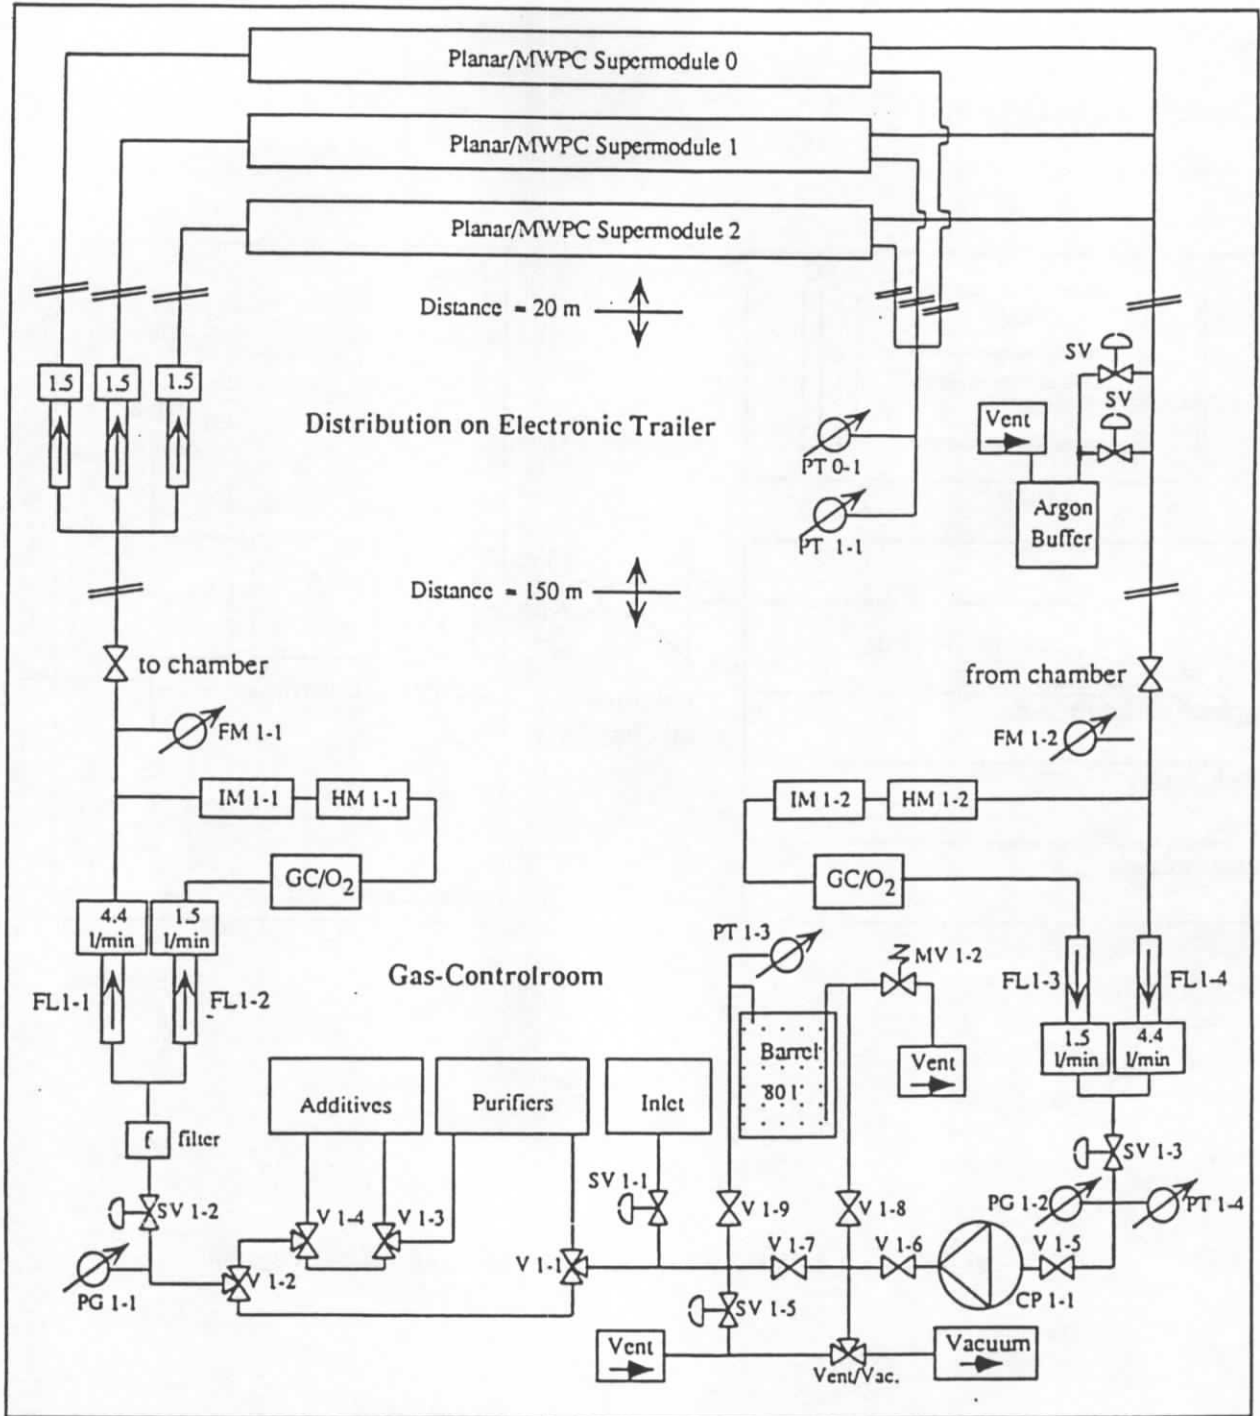 Planar/MWPC Supermodule 0
Planar/MWPC Supermodule 1
Planar/MWPC Supermodule 2
Distance = 20 m
1.5
1.5
1.5
SV
SV
Vent
Distribution on Electronic Trailer
PT 0-1
PT 1-1
Argon
Buffer
Distance = 150 m
to chamber
from chamber
FM 1-1
FM 1-2
IM 1-1
HM 1-1
IM 1-2
HM 1-2
GC/O₂
GC/O₂
4.4
l/min
1.5
l/min
PT 1-3
MV 1-2
Gas-Controlroom
FL1-1
FL1-2
FL1-3
FL1-4
1.5
l/min
4.4
l/min
Barrel
80 l
Vent
Additives
Purifiers
Inlet
f
filter
SV 1-3
SV 1-1
SV 1-2
V 1-4
V 1-3
V 1-9
V 1-8
PG 1-2
PT 1-4
V 1-1
V 1-7
V 1-6
V 1-5
V 1-2
PG 1-1
SV 1-5
CP 1-1
Vent
Vent/Vac.
Vacuum